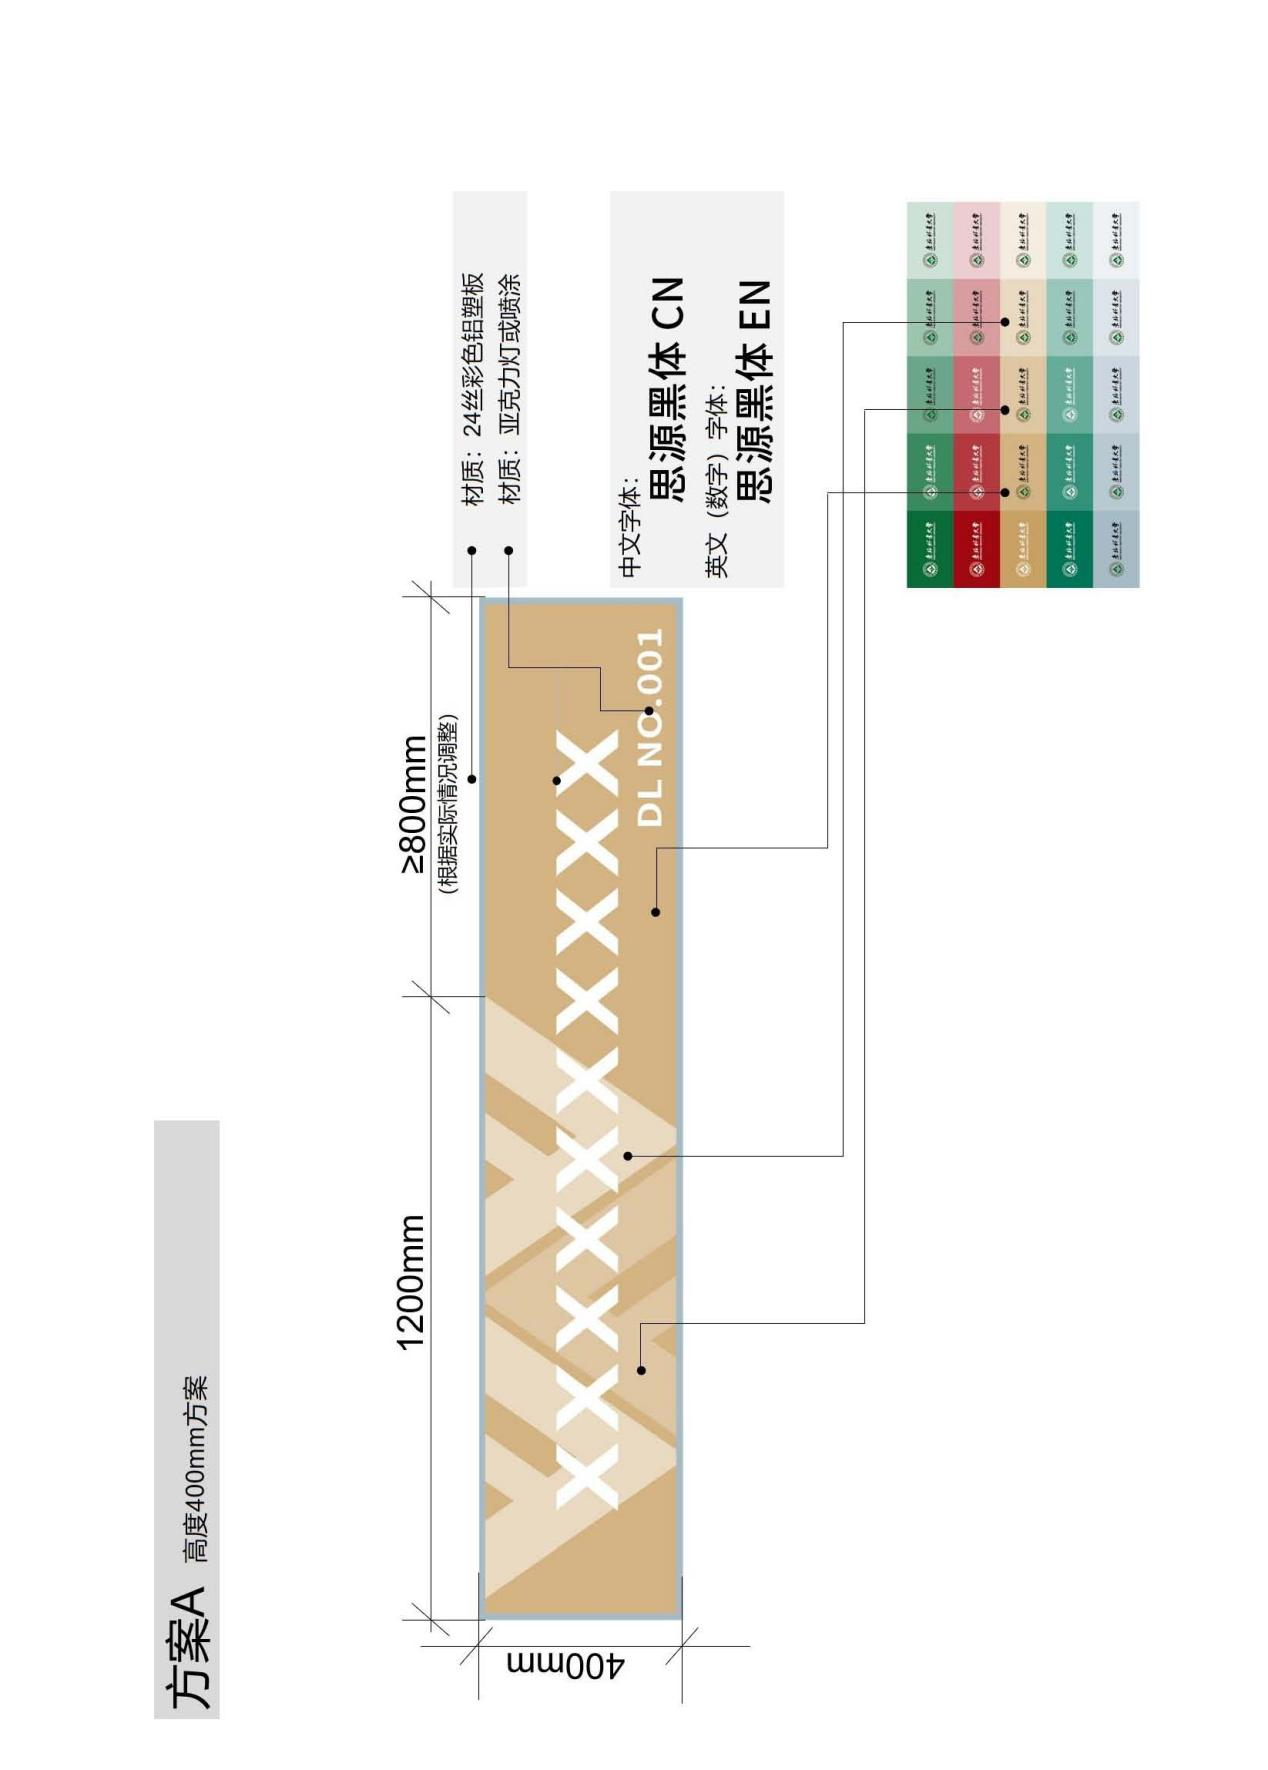 方案A 高度400mm方案
1200mm
≥800mm
(根据实际情况调整)
400mm
XXXXXXXXXX
DL NO.001
材质：24丝彩色铝塑板
材质：亚克力灯或喷涂
中文字体：
思源黑体 CN
英文（数字）字体：
思源黑体 EN